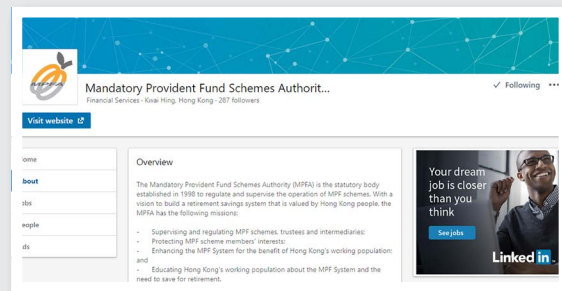 Mandatory Provident Fund Schemes Authorit...
Financial Services · Kwai Hing, Hong Kong · 287 followers
✓ Following ...
Visit website
ome
bout
obs
eople
ds
Overview
The Mandatory Provident Fund Schemes Authority (MPFA) is the statutory body
established in 1998 to regulate and supervise the operation of MPF schemes. With a
vision to build a retirement savings system that is valued by Hong Kong people, the
MPFA has the following missions:
- Supervising and regulating MPF schemes, trustees and intermediaries;
- Protecting MPF scheme members' interests;
- Enhancing the MPF System for the benefit of Hong Kong's working population;
and
- Educating Hong Kong's working population about the MPF System and the
need to save for retirement.
Your dream
job is closer
than you
think
See jobs
Linked in